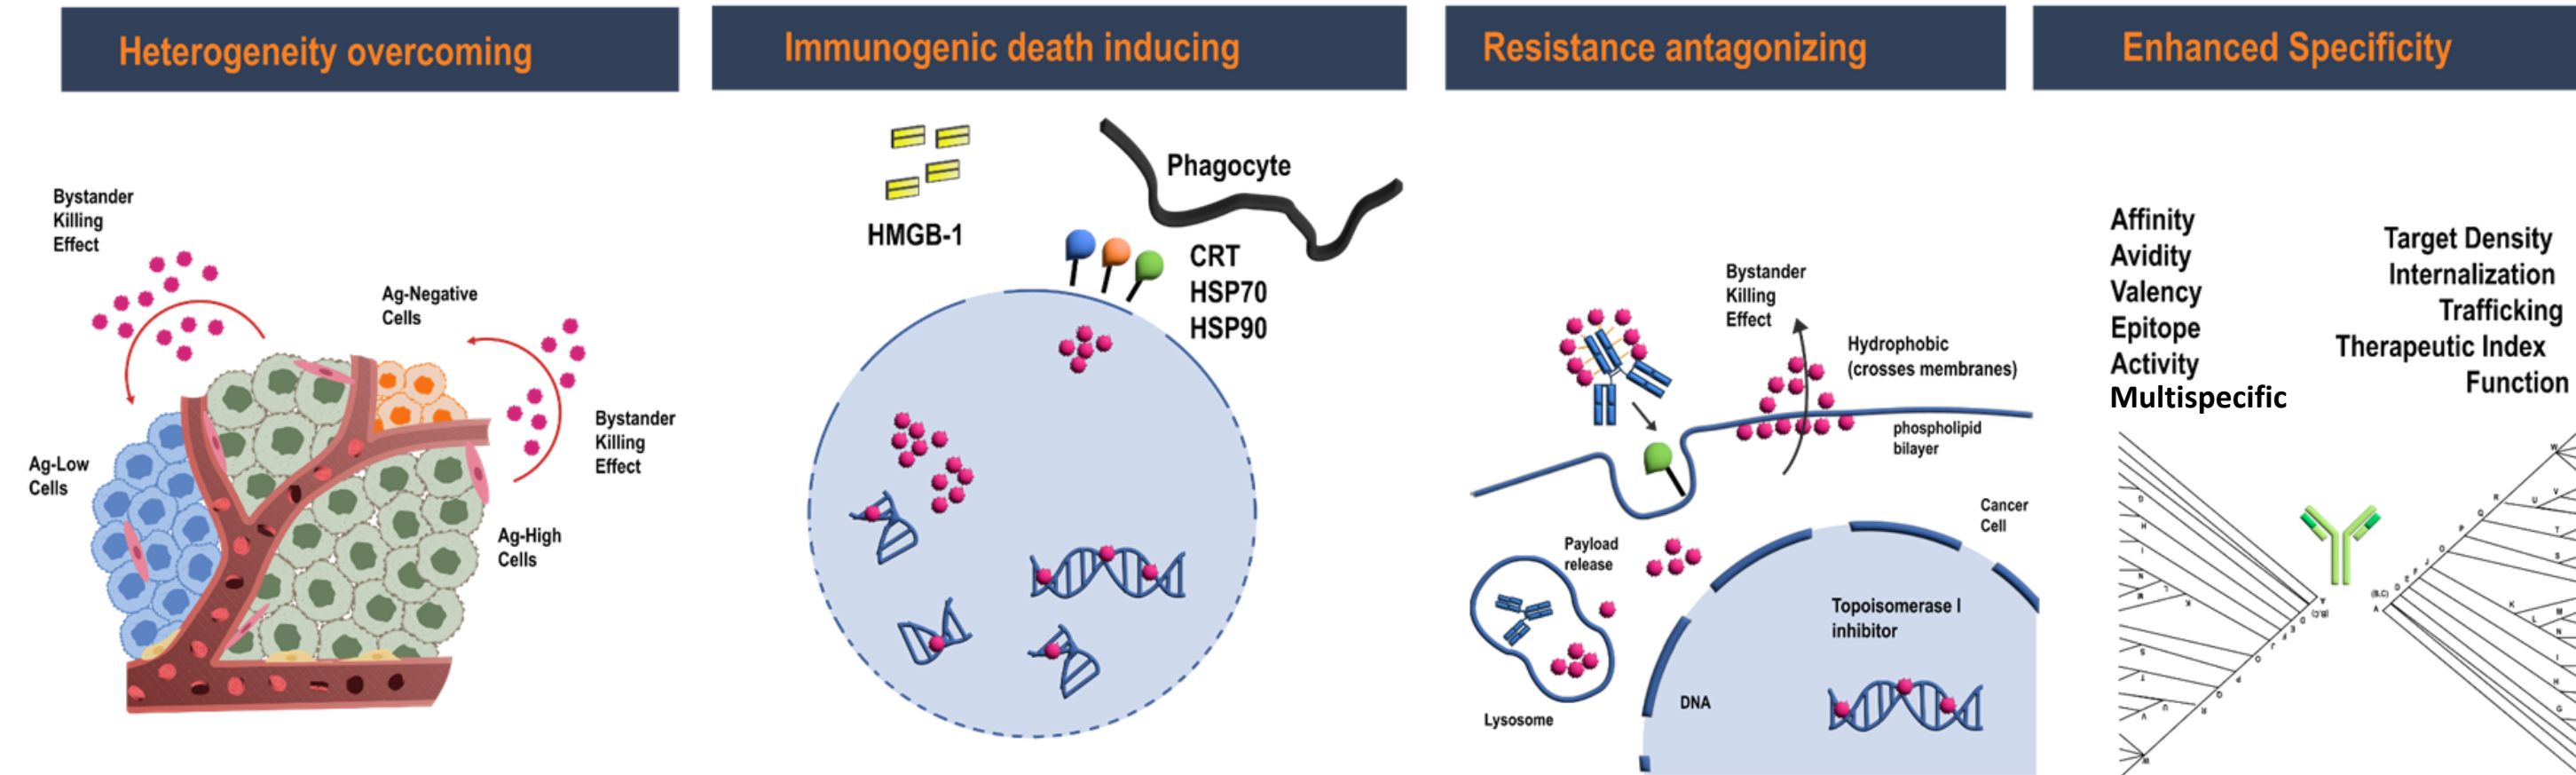 Heterogeneity overcoming
Bystander
Killing
Effect
Ag-Negative
Cells
Bystander
Killing
Effect
Ag-Low
Cells
Ag-High
Cells
Immunogenic death inducing
HMGB-1
Phagocyte
CRT
HSP70
HSP90
Resistance antagonizing
Bystander
Killing
Effect
Hydrophobic
(crosses membranes)
phospholipid
bilayer
Cancer
Cell
Payload
release
Lysosome
DNA
Topoisomerase I
inhibitor
Enhanced Specificity
Affinity
Avidity
Valency
Epitope
Activity
Multispecific
Target Density
Internalization
Trafficking
Therapeutic Index
Function